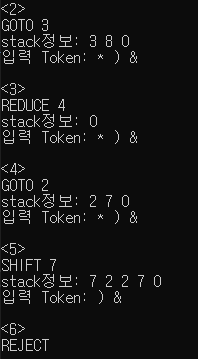 <2>
GOTO 3
stack정보: 3 8 0
입력 Token: * ) &
<3>
REDUCE 4
stack정보: 0
입력 Token: * ) &
<4>
GOTO 2
stack정보: 2 7 0
입력 Token: * ) &
<5>
SHIFT 7
stack정보: 7 2 2 7 0
입력 Token: ) &
<6>
REJECT